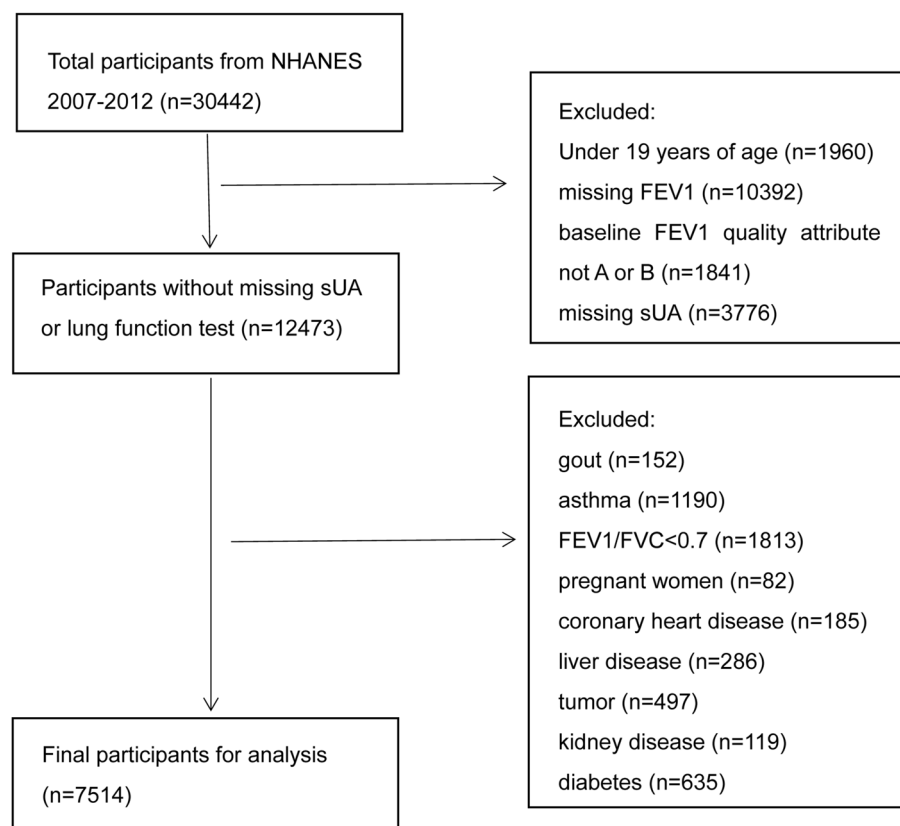 Total participants from NHANES
2007-2012 (n=30442)
Excluded:
Under 19 years of age (n=1960)
missing FEV1 (n=10392)
baseline FEV1 quality attribute
not A or B (n=1841)
missing sUA (n=3776)
Participants without missing sUA
or lung function test (n=12473)
Excluded:
gout (n=152)
asthma (n=1190)
FEV1/FVC<0.7 (n=1813)
pregnant women (n=82)
coronary heart disease (n=185)
liver disease (n=286)
tumor (n=497)
kidney disease (n=119)
diabetes (n=635)
Final participants for analysis
(n=7514)